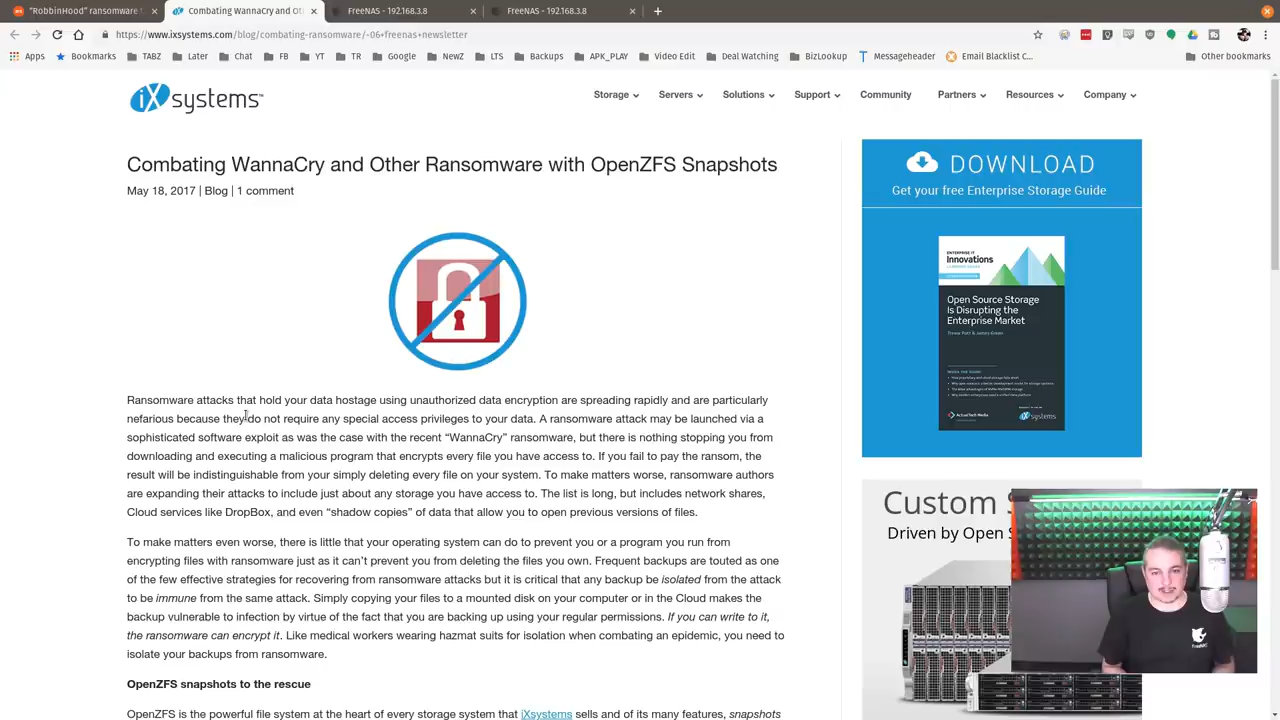 "RobbinHood" ransomware
Combating WannaCry and Ot
FreeNAS - 192.168.3.8
FreeNAS - 192.168.3.8
https://www.ixsystems.com/blog/combating-ransomware/-06+freenas+newsletter
Apps Bookmarks TABZ Later Chat FB YT TR Google NewZ LTS Backups APK_PLAY Video Edit Deal Watching BizLookup Messageheader Email Blacklist C... Other bookmarks
iXsystems™
Storage Servers Solutions Support Community Partners Resources Company
Combating WannaCry and Other Ransomware with OpenZFS Snapshots
May 18, 2017 | Blog | 1 comment
Ransomware attacks that hold your data hostage using unauthorized data encryption are spreading rapidly and are particularly
nefarious because they do not require any special access privileges to your data. A ransomware attack may be launched via a
sophisticated software exploit as was the case with the recent “WannaCry” ransomware, but there is nothing stopping you from
downloading and executing a malicious program that encrypts every file you have access to. If you fail to pay the ransom, the
result will be indistinguishable from your simply deleting every file on your system. To make matters worse, ransomware authors
are expanding their attacks to include just about any storage you have access to. The list is long, but includes network shares,
Cloud services like DropBox, and even “shadow copies” of data that allow you to open previous versions of files.
To make matters even worse, there is little that your operating system can do to prevent you or a program you run from
encrypting files with ransomware just as it can’t prevent you from deleting the files you own. Frequent backups are touted as one
of the few effective strategies for recovering from ransomware attacks but it is critical that any backup be isolated from the attack
to be immune from the same attack. Simply copying your files to a mounted disk on your computer or in the Cloud makes the
backup vulnerable to infection by virtue of the fact that you are backing up using your regular permissions. If you can write to it,
the ransomware can encrypt it. Like medical workers wearing hazmat suits for isolation when combating an epidemic, you need to
isolate your backups from ransomware.
OpenZFS snapshots to the rescue
OpenZFS is the powerful file system that iXsystems sells
snapshots
DOWNLOAD
Get your free Enterprise Storage Guide
ENTERPRISE IT
Innovations
Open Source Storage
Is Disrupting the
Enterprise Market
ActualTech Media
iXsystems
Custom S
Driven by Open S